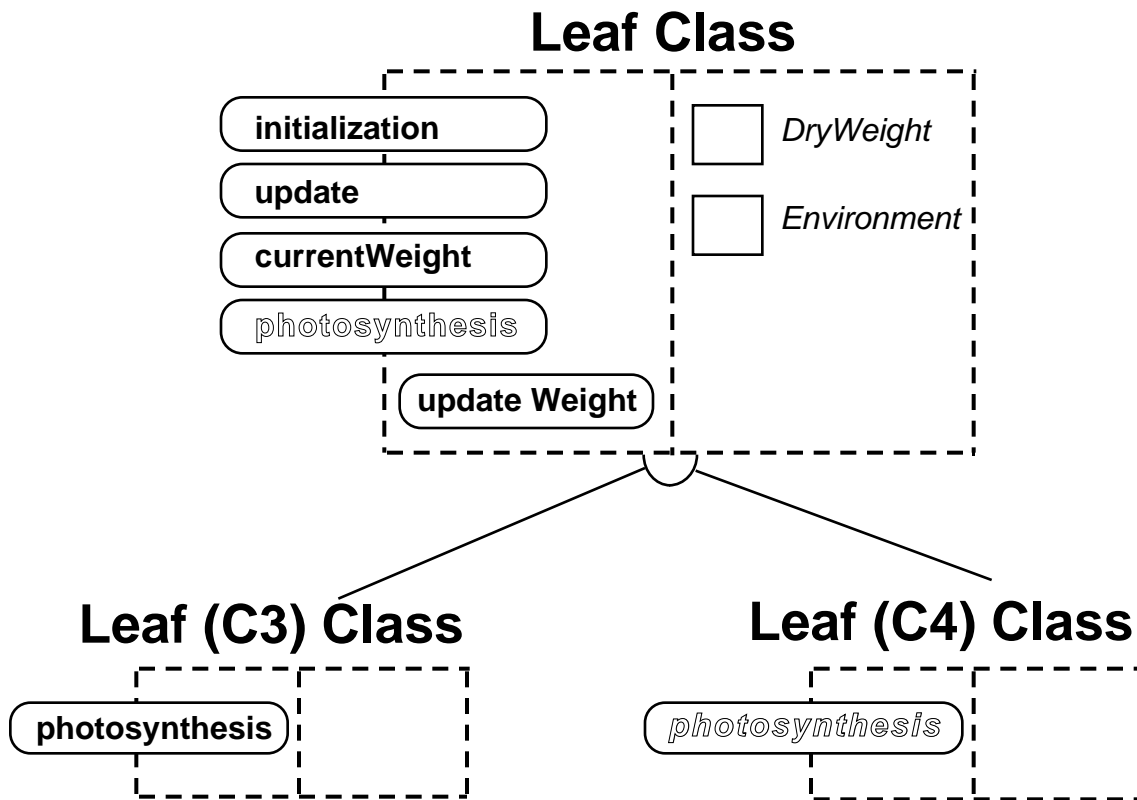 Leaf Class
initialization
DryWeight
update
Environment
currentWeight
photosynthesis
update Weight
Leaf (C3) Class
Leaf (C4) Class
photosynthesis
photosynthesis